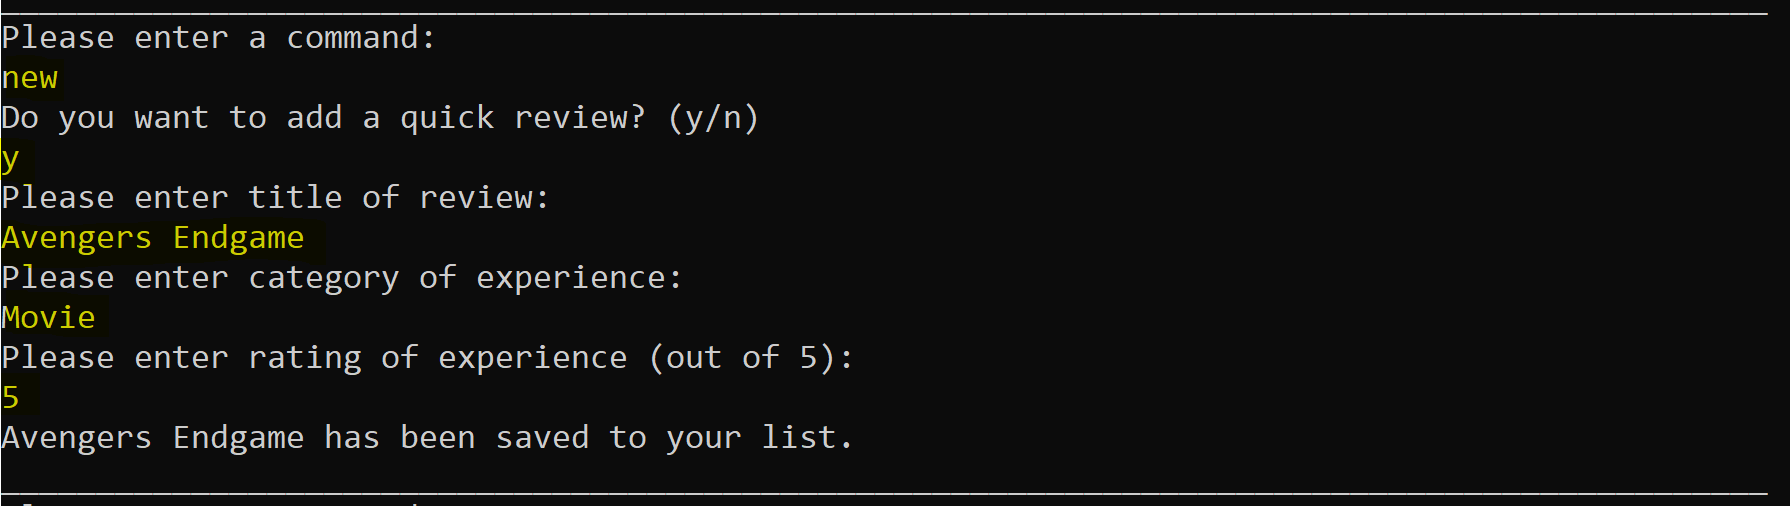 Please enter a command:
new
Do you want to add a quick review? (y/n)
y
Please enter title of review:
Avengers Endgame
Please enter category of experience:
Movie
Please enter rating of experience (out of 5):
5
Avengers Endgame has been saved to your list.